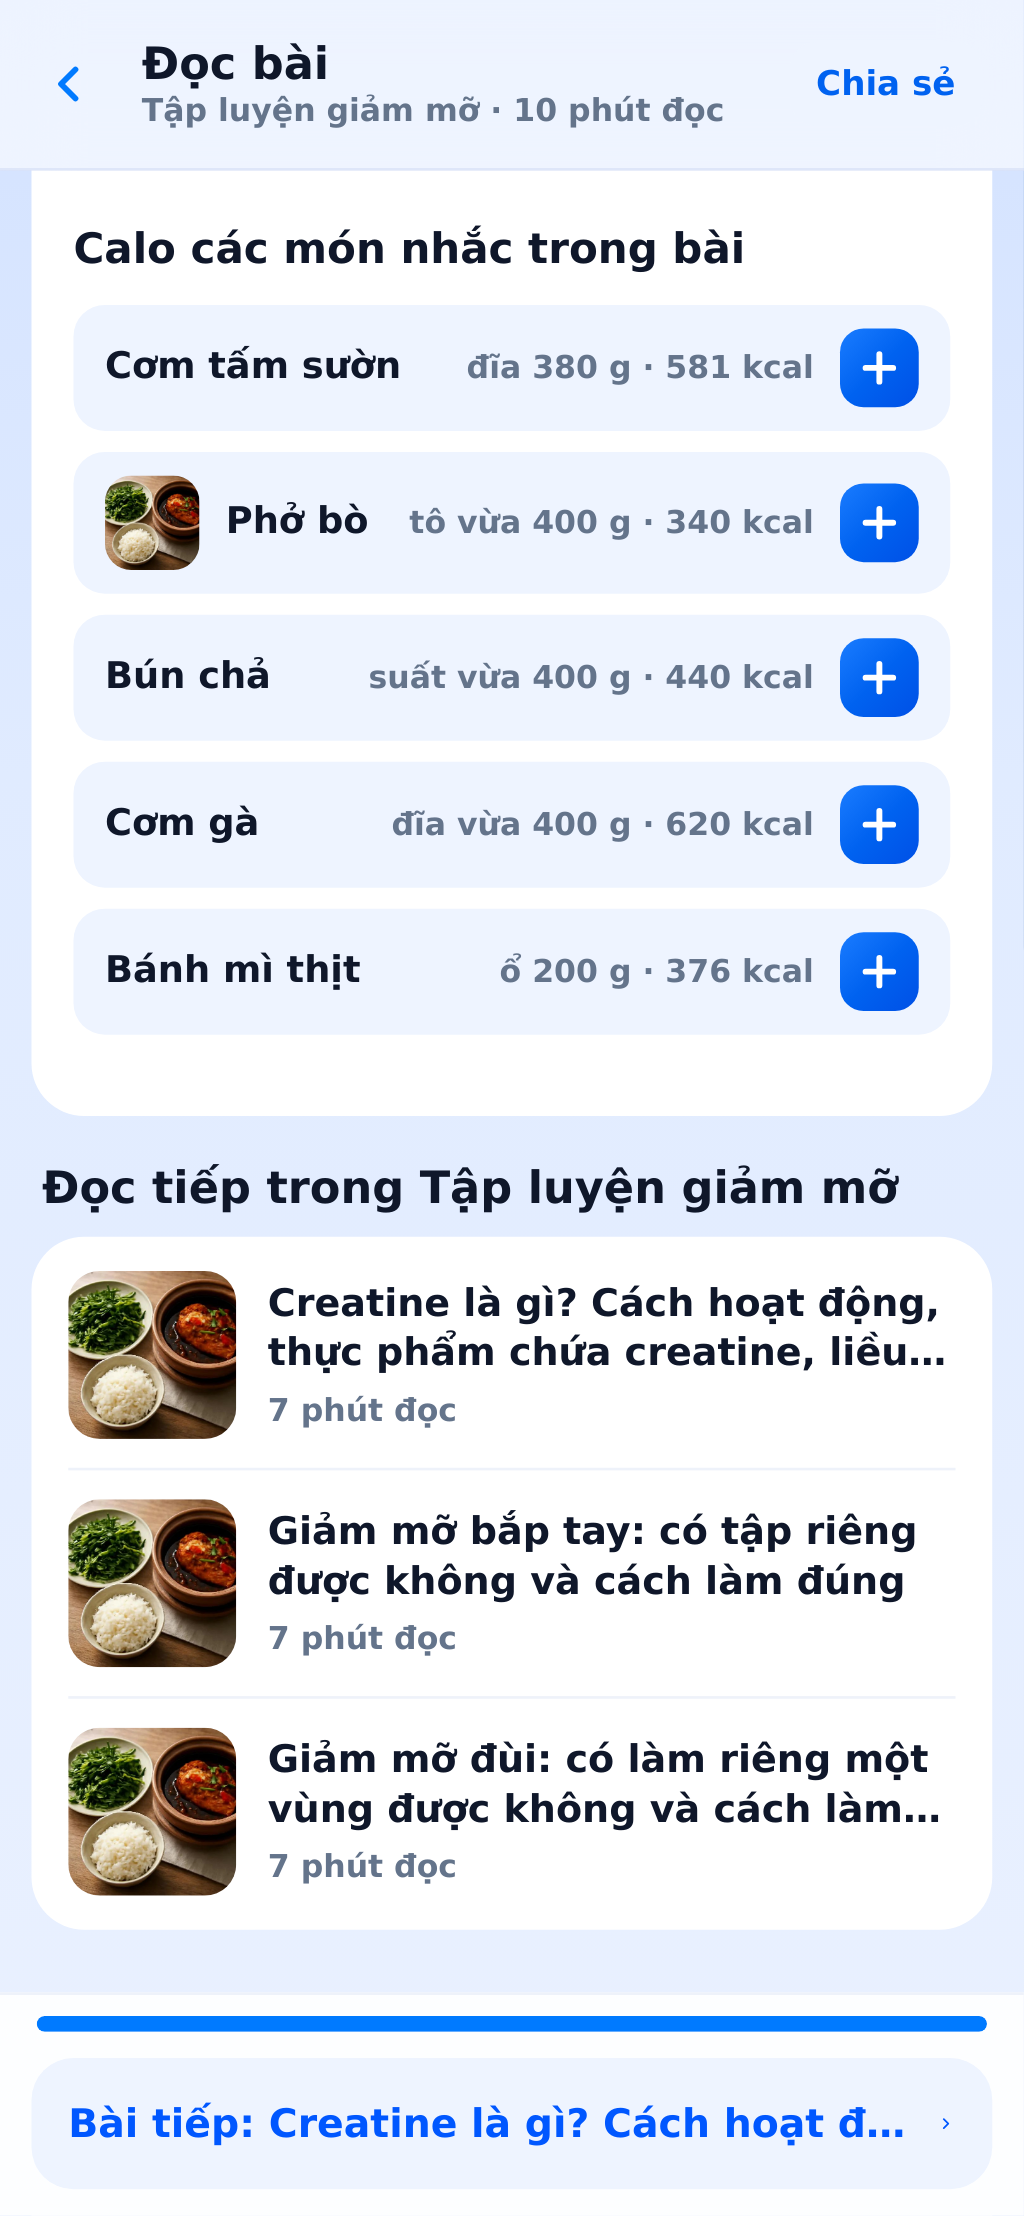 Đọc bài
Tập luyện giảm mỡ · 10 phút đọc
Chia sẻ
Calo các món nhắc trong bài
Cơm tấm sườn đĩa 380 g · 581 kcal
Phở bò tô vừa 400 g · 340 kcal
Bún chả suất vừa 400 g · 440 kcal
Cơm gà đĩa vừa 400 g · 620 kcal
Bánh mì thịt ổ 200 g · 376 kcal
Đọc tiếp trong Tập luyện giảm mỡ
Creatine là gì? Cách hoạt động,
thực phẩm chứa creatine, liều...
7 phút đọc
Giảm mỡ bắp tay: có tập riêng
được không và cách làm đúng
7 phút đọc
Giảm mỡ đùi: có làm riêng một
vùng được không và cách làm...
7 phút đọc
Bài tiếp: Creatine là gì? Cách hoạt đ...